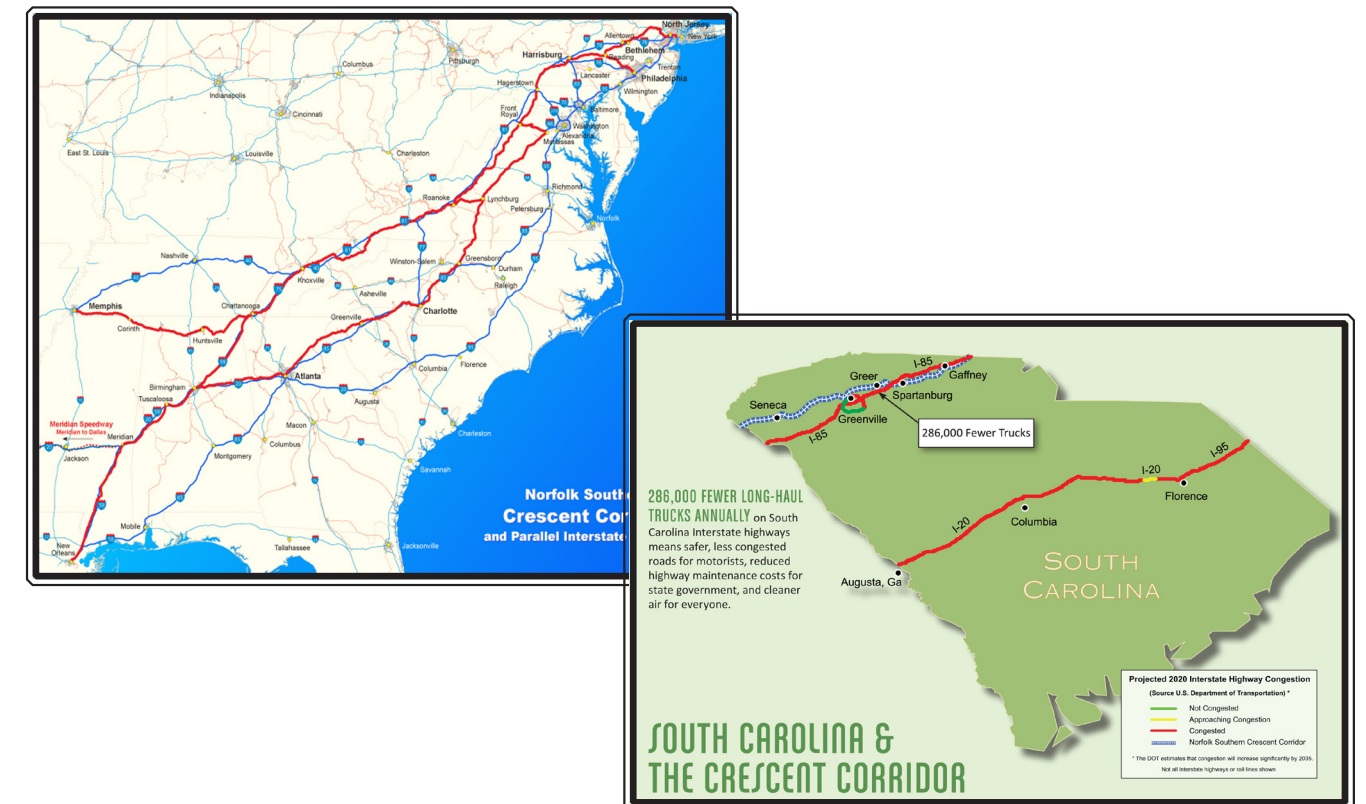 North Jersey
Allentown
New York
Bethlehem
Harrisburg
Reading
Pittsburgh
Trenton
Columbus
Lancaster
Philadelphia
Hagerstown
Wilmington
Indianapolis
Front
Royal
Baltimore
Cincinnati
Washington
Alexandria
Manassas
East St. Louis
Louisville
Charleston
Richmond
Roanoke
Lynchburg
Petersburg
Norfolk
Nashville
Winston-Salem
Greensboro
Durham
Knoxville
Raleigh
Asheville
Memphis
Chattanooga
Charlotte
Greenville
Corinth
Huntsville
Columbia
Florence
Atlanta
Birmingham
Tuscaloosa
Augusta
Meridian Speedway
Meridian to Dallas
Macon
Charleston
Meridian
Columbus
Jackson
Montgomery
Savannah
Norfolk South
Crescent Cor
Mobile
and Parallel Interstate
New
Orleans
Tallahassee
Jacksonville
I-85
Greer
Gaffney
Spartanburg
Seneca
Greenville
I-85
286,000 Fewer Trucks
I-95
I-20
Florence
I-20
Columbia
Augusta, Ga
SOUTH
CAROLINA
286,000 FEWER LONG-HAUL
TRUCKS ANNUALLY on South
Carolina Interstate highways
means safer, less congested
roads for motorists, reduced
highway maintenance costs for
state government, and cleaner
air for everyone.
Projected 2020 Interstate Highway Congestion
(Source U.S. Department of Transportation) *
Not Congested
Approaching Congestion
Congested
Norfolk Southern Crescent Corridor
* The DOT estimates that congestion will increase significantly by 2035.
Not all interstate highways or rail lines shown
SOUTH CAROLINA &
THE CRESCENT CORRIDOR